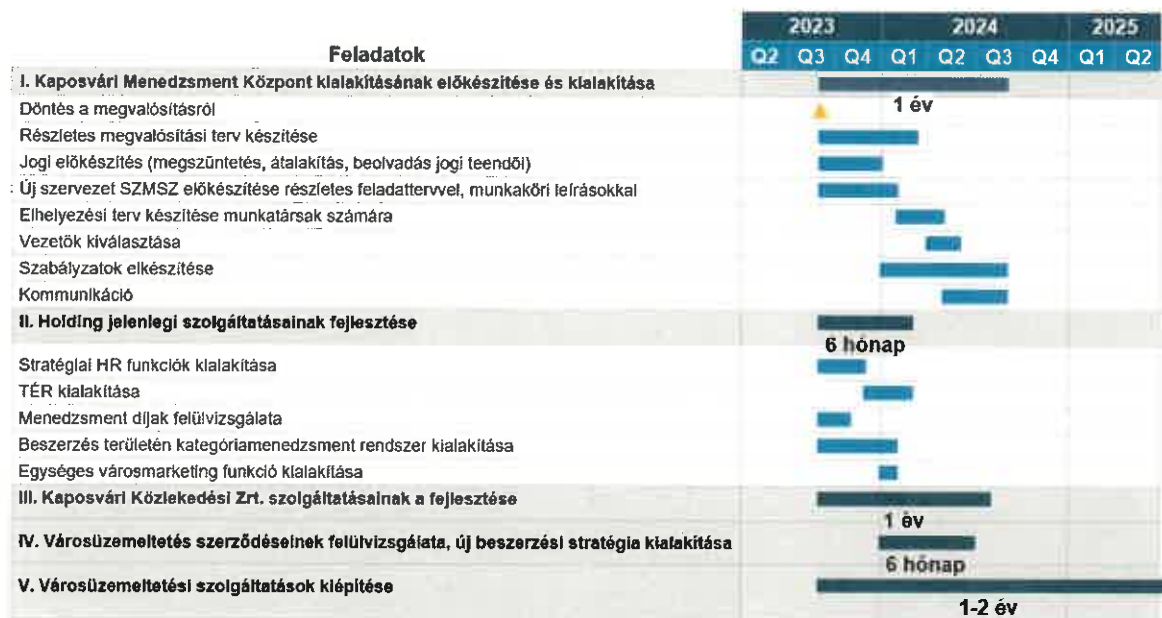 2023 2024 2025
Feladatok Q2 Q3 Q4 Q1 Q2 Q3 Q4 Q1 Q2
I. Kaposvári Menedzsment Központ kialakításának előkészítése és kialakítása
1 év
Döntés a megvalósításról
Részletes megvalósítási terv készítése
Jogi előkészítés (megszüntetés, átalakítás, beolvadás jogi teendői)
Új szervezet SZMSZ előkészítése részletes feladattervvel, munkaköri leírásokkal
Elhelyezési terv készítése munkatársak számára
Vezetők kiválasztása
Szabályzatok elkészítése
Kommunikáció
II. Holding jelenlegi szolgáltatásainak fejlesztése
6 hónap
Stratégiai HR funkciók kialakítása
TÉR kialakítása
Menedzsment díjak felülvizsgálata
Beszerzés területén kategóriamenedzsment rendszer kialakítása
Egységes városmarketing funkció kialakítása
III. Kaposvári Közlekedési Zrt. szolgáltatásainak a fejlesztése
1 év
IV. Városüzemeltetés szerződéseinek felülvizsgálata, új beszerzési stratégia kialakítása
6 hónap
V. Városüzemeltetési szolgáltatások kiépítése
1-2 év